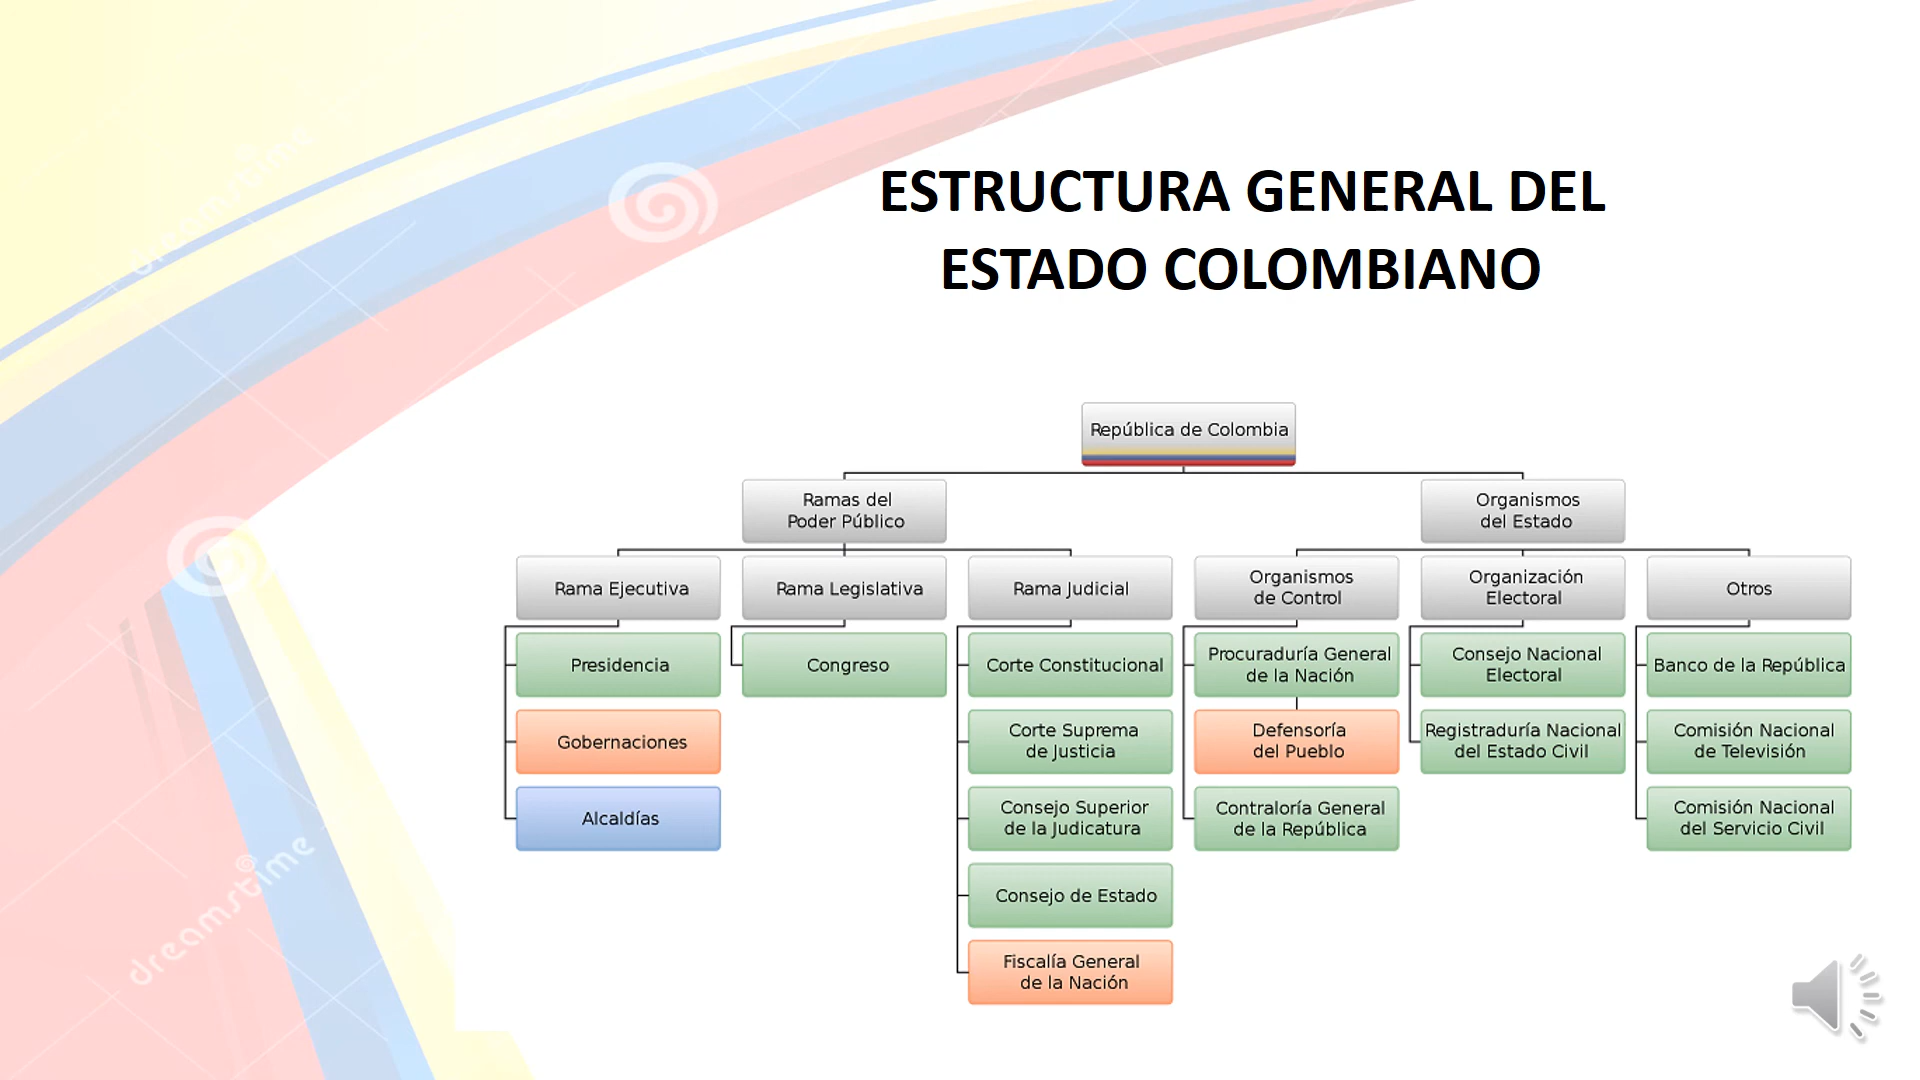 ESTRUCTURA GENERAL DEL
ESTADO COLOMBIANO
República de Colombia
Ramas del
Poder Público
Organismos
del Estado
Rama Ejecutiva
Rama Legislativa
Rama Judicial
Organismos
de Control
Organización
Electoral
Otros
Presidencia
Gobernaciones
Alcaldías
Congreso
Corte Constitucional
Corte Suprema
de Justicia
Consejo Superior
de la Judicatura
Consejo de Estado
Fiscalía General
de la Nación
Procuraduría General
de la Nación
Defensoría
del Pueblo
Contraloría General
de la República
Consejo Nacional
Electoral
Registraduría Nacional
del Estado Civil
Banco de la República
Comisión Nacional
de Televisión
Comisión Nacional
del Servicio Civil
dreamstime
dreamstime